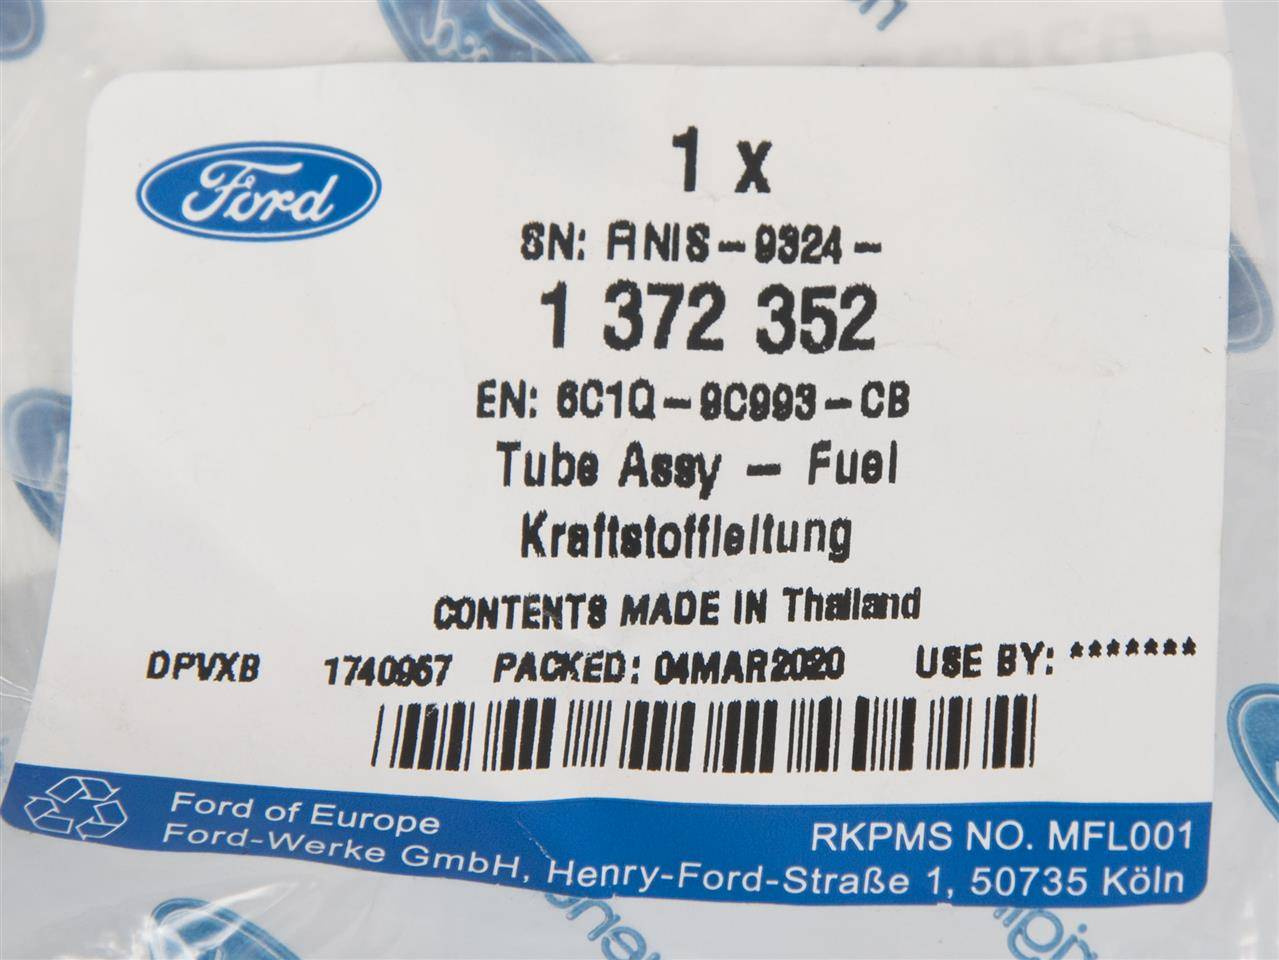 Ford
1 x
SN: ANIS-9324-
1 372 352
EN: 6C1Q-9C993-CB
Tube Assy - Fuel
Kraftstoffleitung
CONTENTS MADE IN Thailand
DPVXB 1740957 PACKED: 04MAR2020 USE BY: *******
Ford of Europe
Ford-Werke GmbH, Henry-Ford-Straße 1, 50735 Köln
RKPMS NO. MFL001